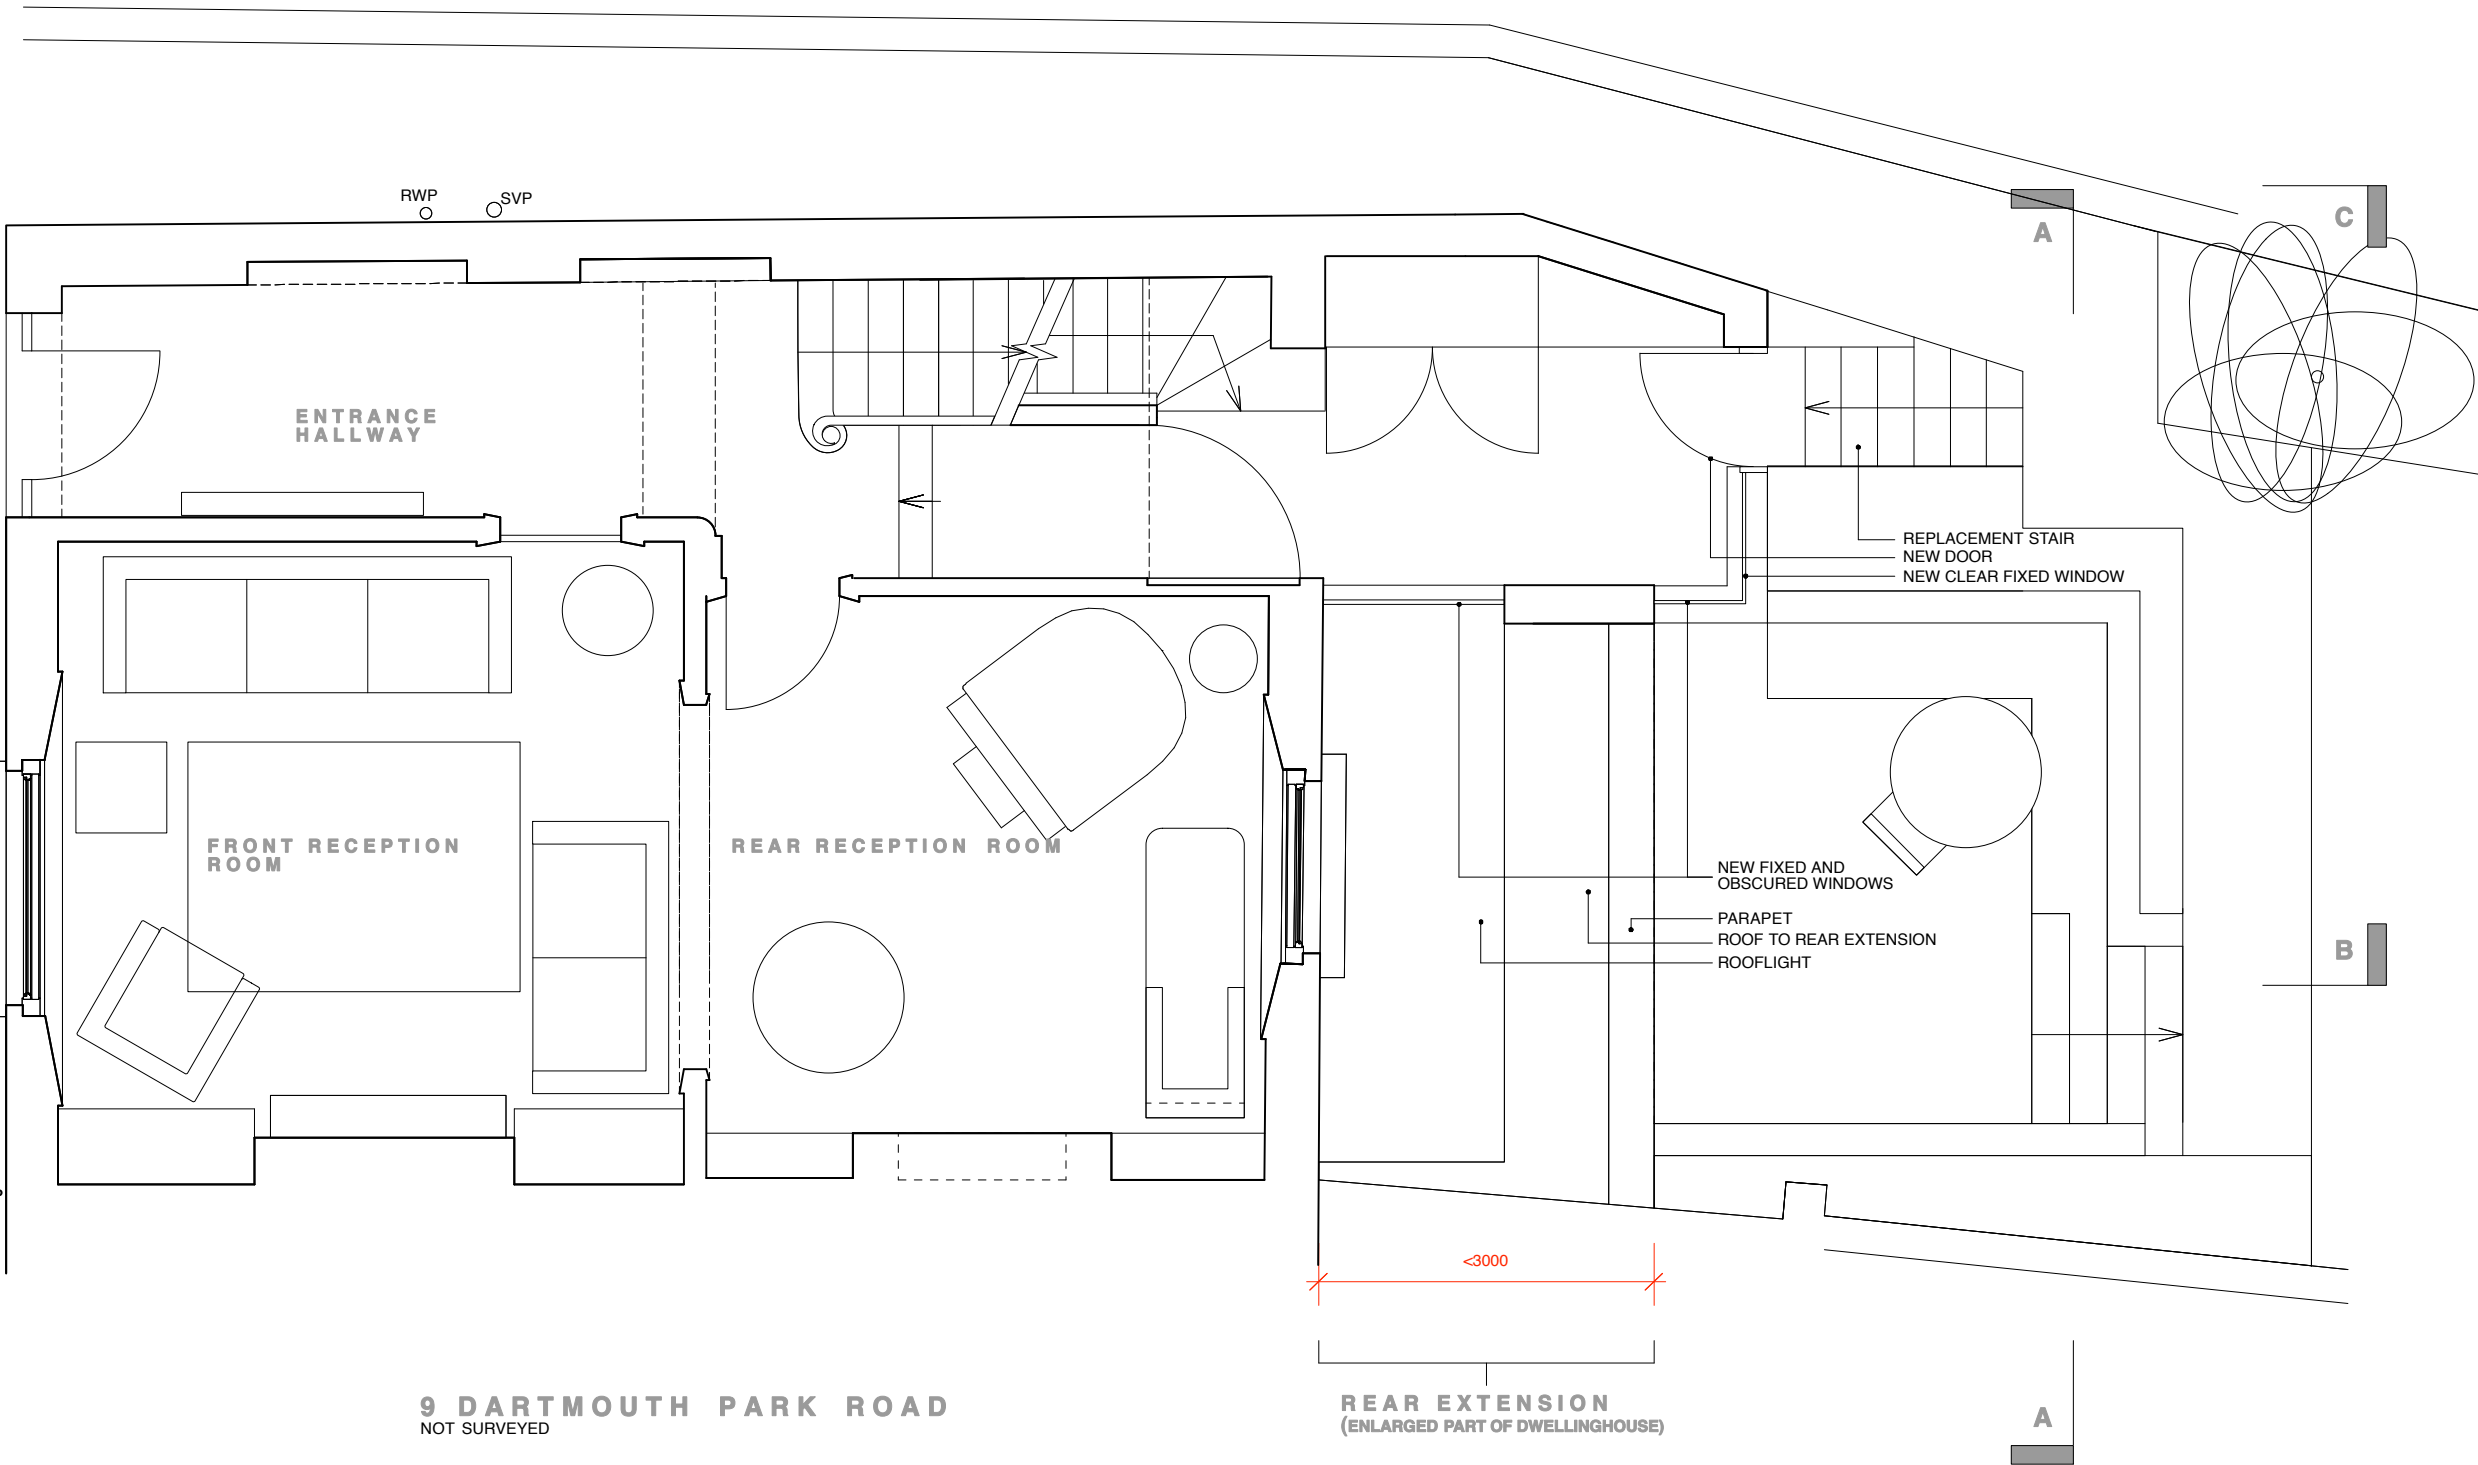 RWP
SVP
A
C
ENTRANCE
HALLWAY
REPLACEMENT STAIR
NEW DOOR
NEW CLEAR FIXED WINDOW
FRONT RECEPTION
ROOM
REAR RECEPTION ROOM
NEW FIXED AND
OBSCURED WINDOWS
PARAPET
ROOF TO REAR EXTENSION
ROOFLIGHT
B
<3000
9 DARTMOUTH PARK ROAD
NOT SURVEYED
REAR EXTENSION
(ENLARGED PART OF DWELLINGHOUSE)
A